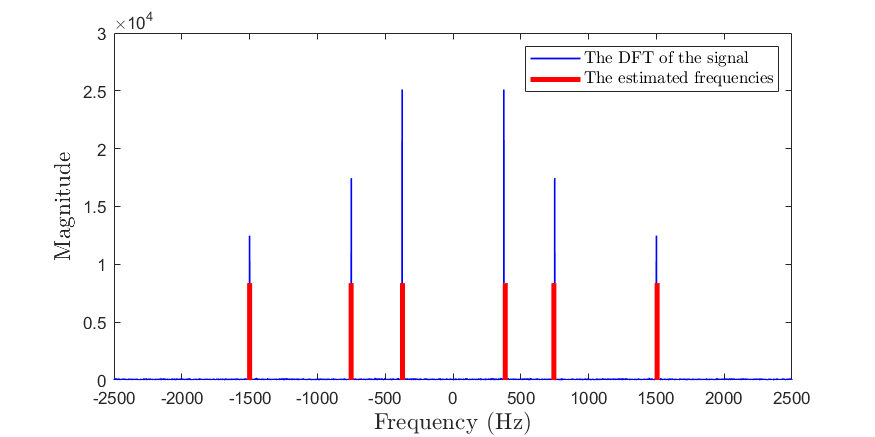 ×10^4
3
2.5
2
1.5
1
0.5
0
Magnitude
The DFT of the signal
The estimated frequencies
-2500 -2000 -1500 -1000 -500 0 500 1000 1500 2000 2500
Frequency (Hz)